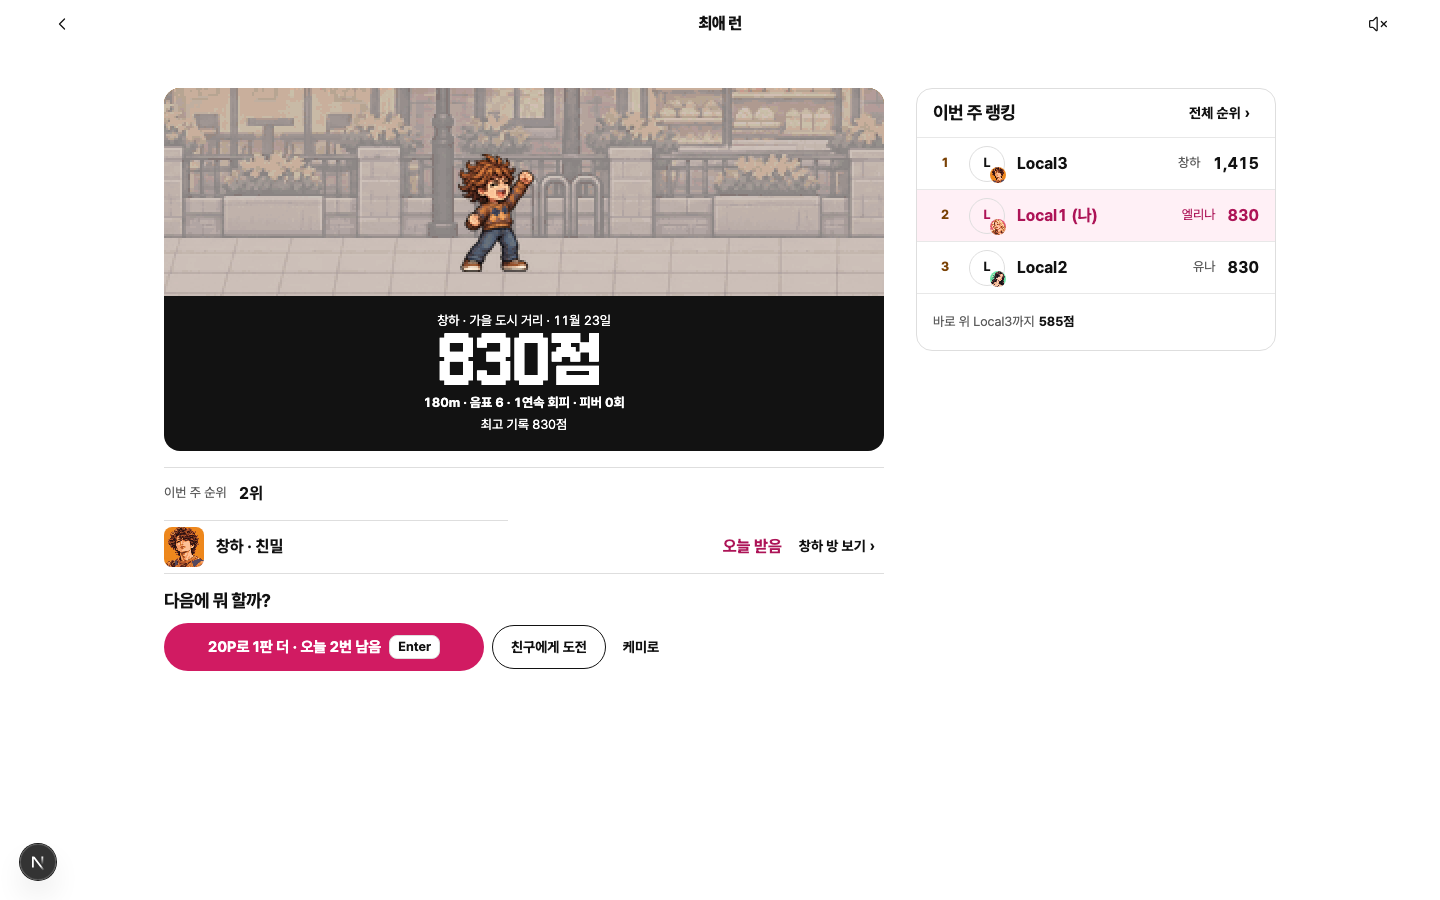 최애 런
창하 · 가을 도시 거리 · 11월 23일
830점
180m · 음표 6 · 1연속 회피 · 피버 0회
최고 기록 830점
이번 주 순위 2위
창하 · 친밀 오늘 받음 창하 방 보기 ›
다음에 뭐 할까?
20P로 1판 더 · 오늘 2번 남음 Enter 친구에게 도전 케미로
이번 주 랭킹 전체 순위 ›
1 L Local3 창하 1,415
2 L Local1 (나) 엘리나 830
3 L Local2 유나 830
바로 위 Local3까지 585점
N